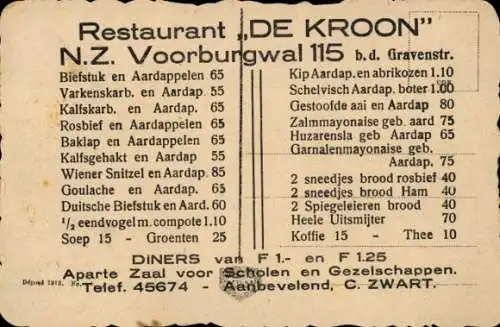 Restaurant „DE KROON"
N.Z. Voorburgwal 115 b.d. Gravenstr.
Biefstuk en Aardappelen 65
Varkenskarb. en Aardap. 55
Kalfskarb. en Aardap. 65
Rosbief en Aardappelen 65
Baklap en Aardappelen 65
Kalfsgehakt en Aardap 55
Wiener Snitzel en Aardap. 85
Goulache en Aardap. 65
Duitsche Biefstuk en Aard. 60
½ eendvogel m. compote 1.10
Soep 15 - Groenten 25
Kip Aardap. en abrikozen 1.10
Schelvisch Aardap. boter 1.00
Gestoofde aai en Aardap 80
Zalmmayonaise geb. aard 75
Huzarensla geb Aardap 65
Garnalenmayonaise geb.
Aardap. 75
2 sneedjes brood rosbief 40
2 sneedjes brood Ham 40
2 Spiegeleieren brood 40
Heele Uitsmijter 70
Koffie 15 - Thee 10
DINERS van F 1.- en F 1.25
Aparte Zaal voor Scholen en Gezelschappen.
Telef. 45674 - Aanbevelend, C. ZWART.